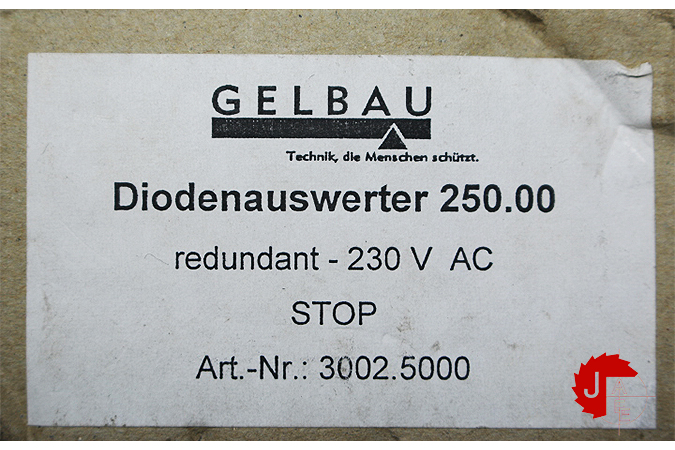 GELBAU
Technik, die Menschen schützt.
Diodenauswerter 250.00
redundant - 230 V AC
STOP
Art.-Nr.: 3002.5000
J